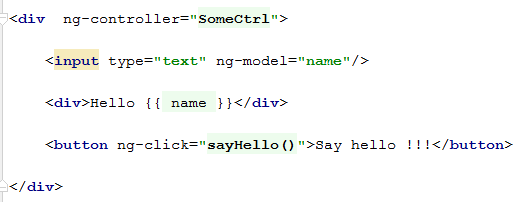 <div  ng-controller="SomeCtrl">
<input type="text" ng-model="name"/>
<div>Hello {{ name }}</div>
<button ng-click="sayHello()">Say hello !!!</button>
</div>